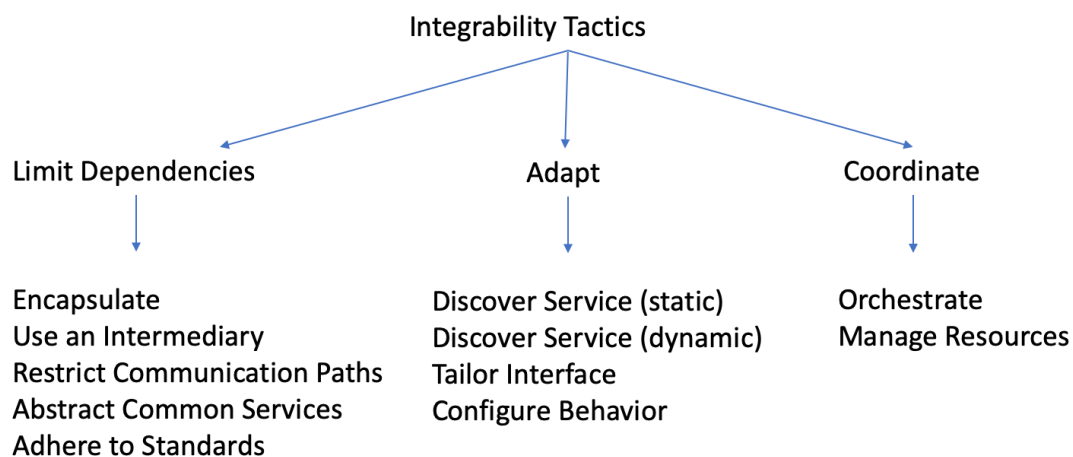 Integrability Tactics
Limit Dependencies
Adapt
Coordinate
Encapsulate
Use an Intermediary
Restrict Communication Paths
Abstract Common Services
Adhere to Standards
Discover Service (static)
Discover Service (dynamic)
Tailor Interface
Configure Behavior
Orchestrate
Manage Resources